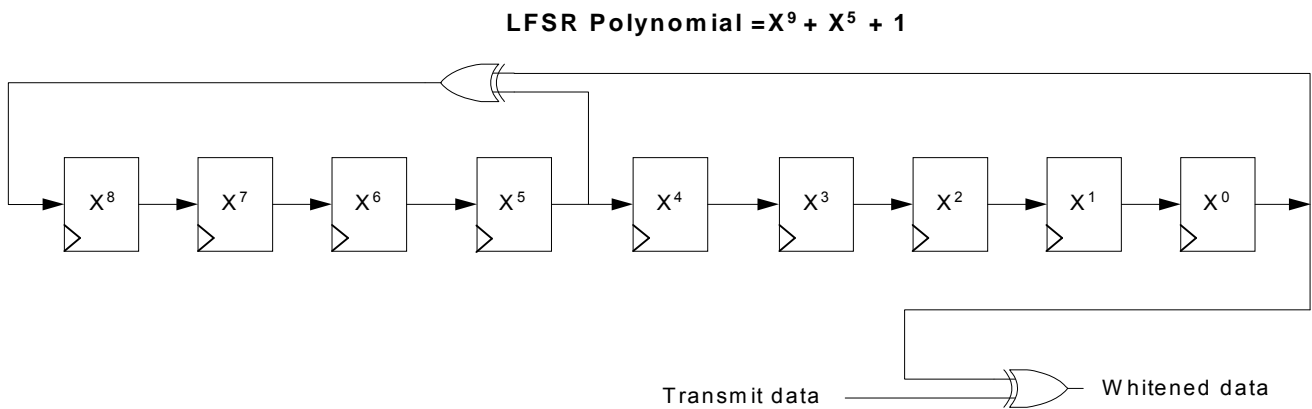 LFSR Polynomial =X⁹ + X⁵ + 1
X⁸ X⁷ X⁶ X⁵ X⁴ X³ X² X¹ X⁰
Transmit data
Whitened data